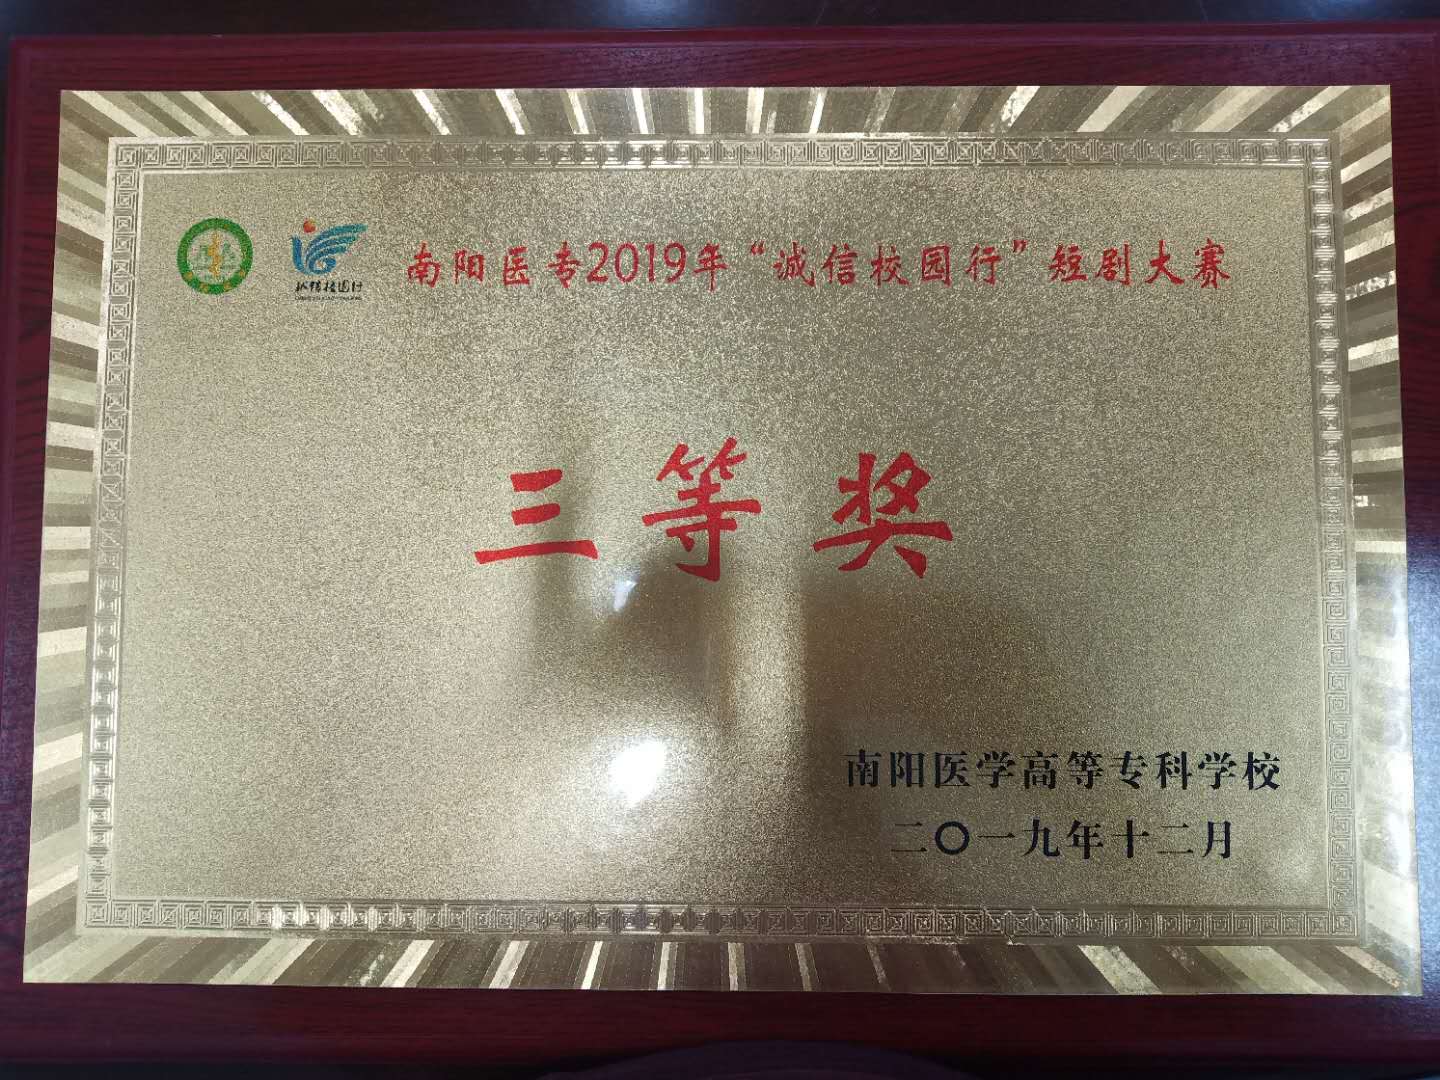 南阳医专2019年“诚信校园行”短剧大赛
三等奖
南阳医学高等专科学校
二〇一九年十二月